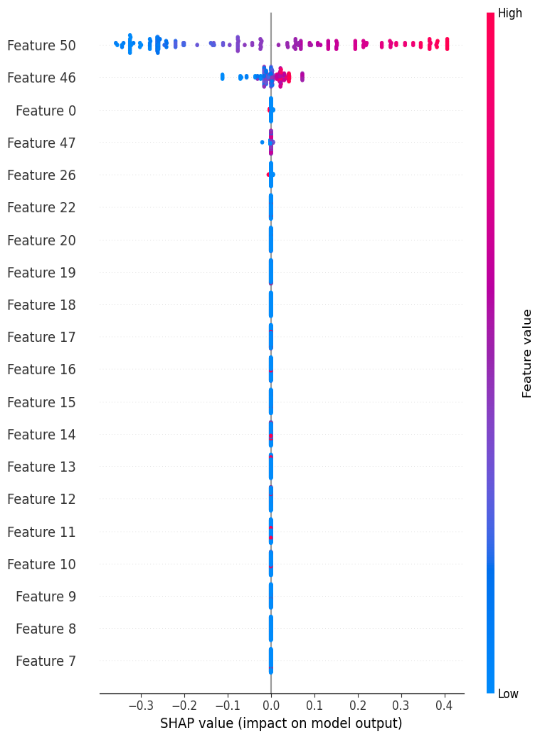 High
Feature 50
Feature 46
Feature 0
Feature 47
Feature 26
Feature 22
Feature 20
Feature 19
Feature 18
Feature 17
Feature 16
Feature 15
Feature 14
Feature 13
Feature 12
Feature 11
Feature 10
Feature 9
Feature 8
Feature 7
Feature value
Low
−0.3 −0.2 −0.1 0.0 0.1 0.2 0.3 0.4
SHAP value (impact on model output)